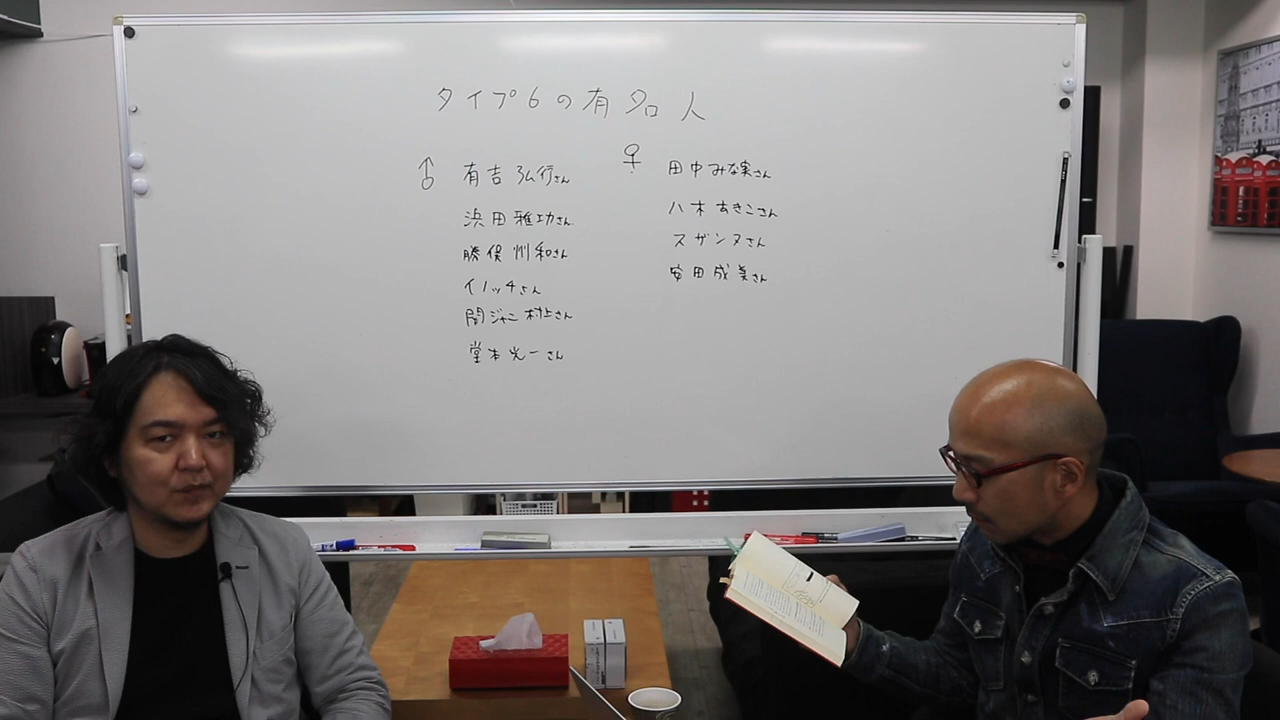 タイプ6の有名人
♂ 有吉弘行さん
浜田雅功さん
勝俣州和さん
イノッチさん
関ジャニ村上さん
堂本光一さん
♀ 田中みな実さん
八木あきこさん
スザンヌさん
安田成美さん